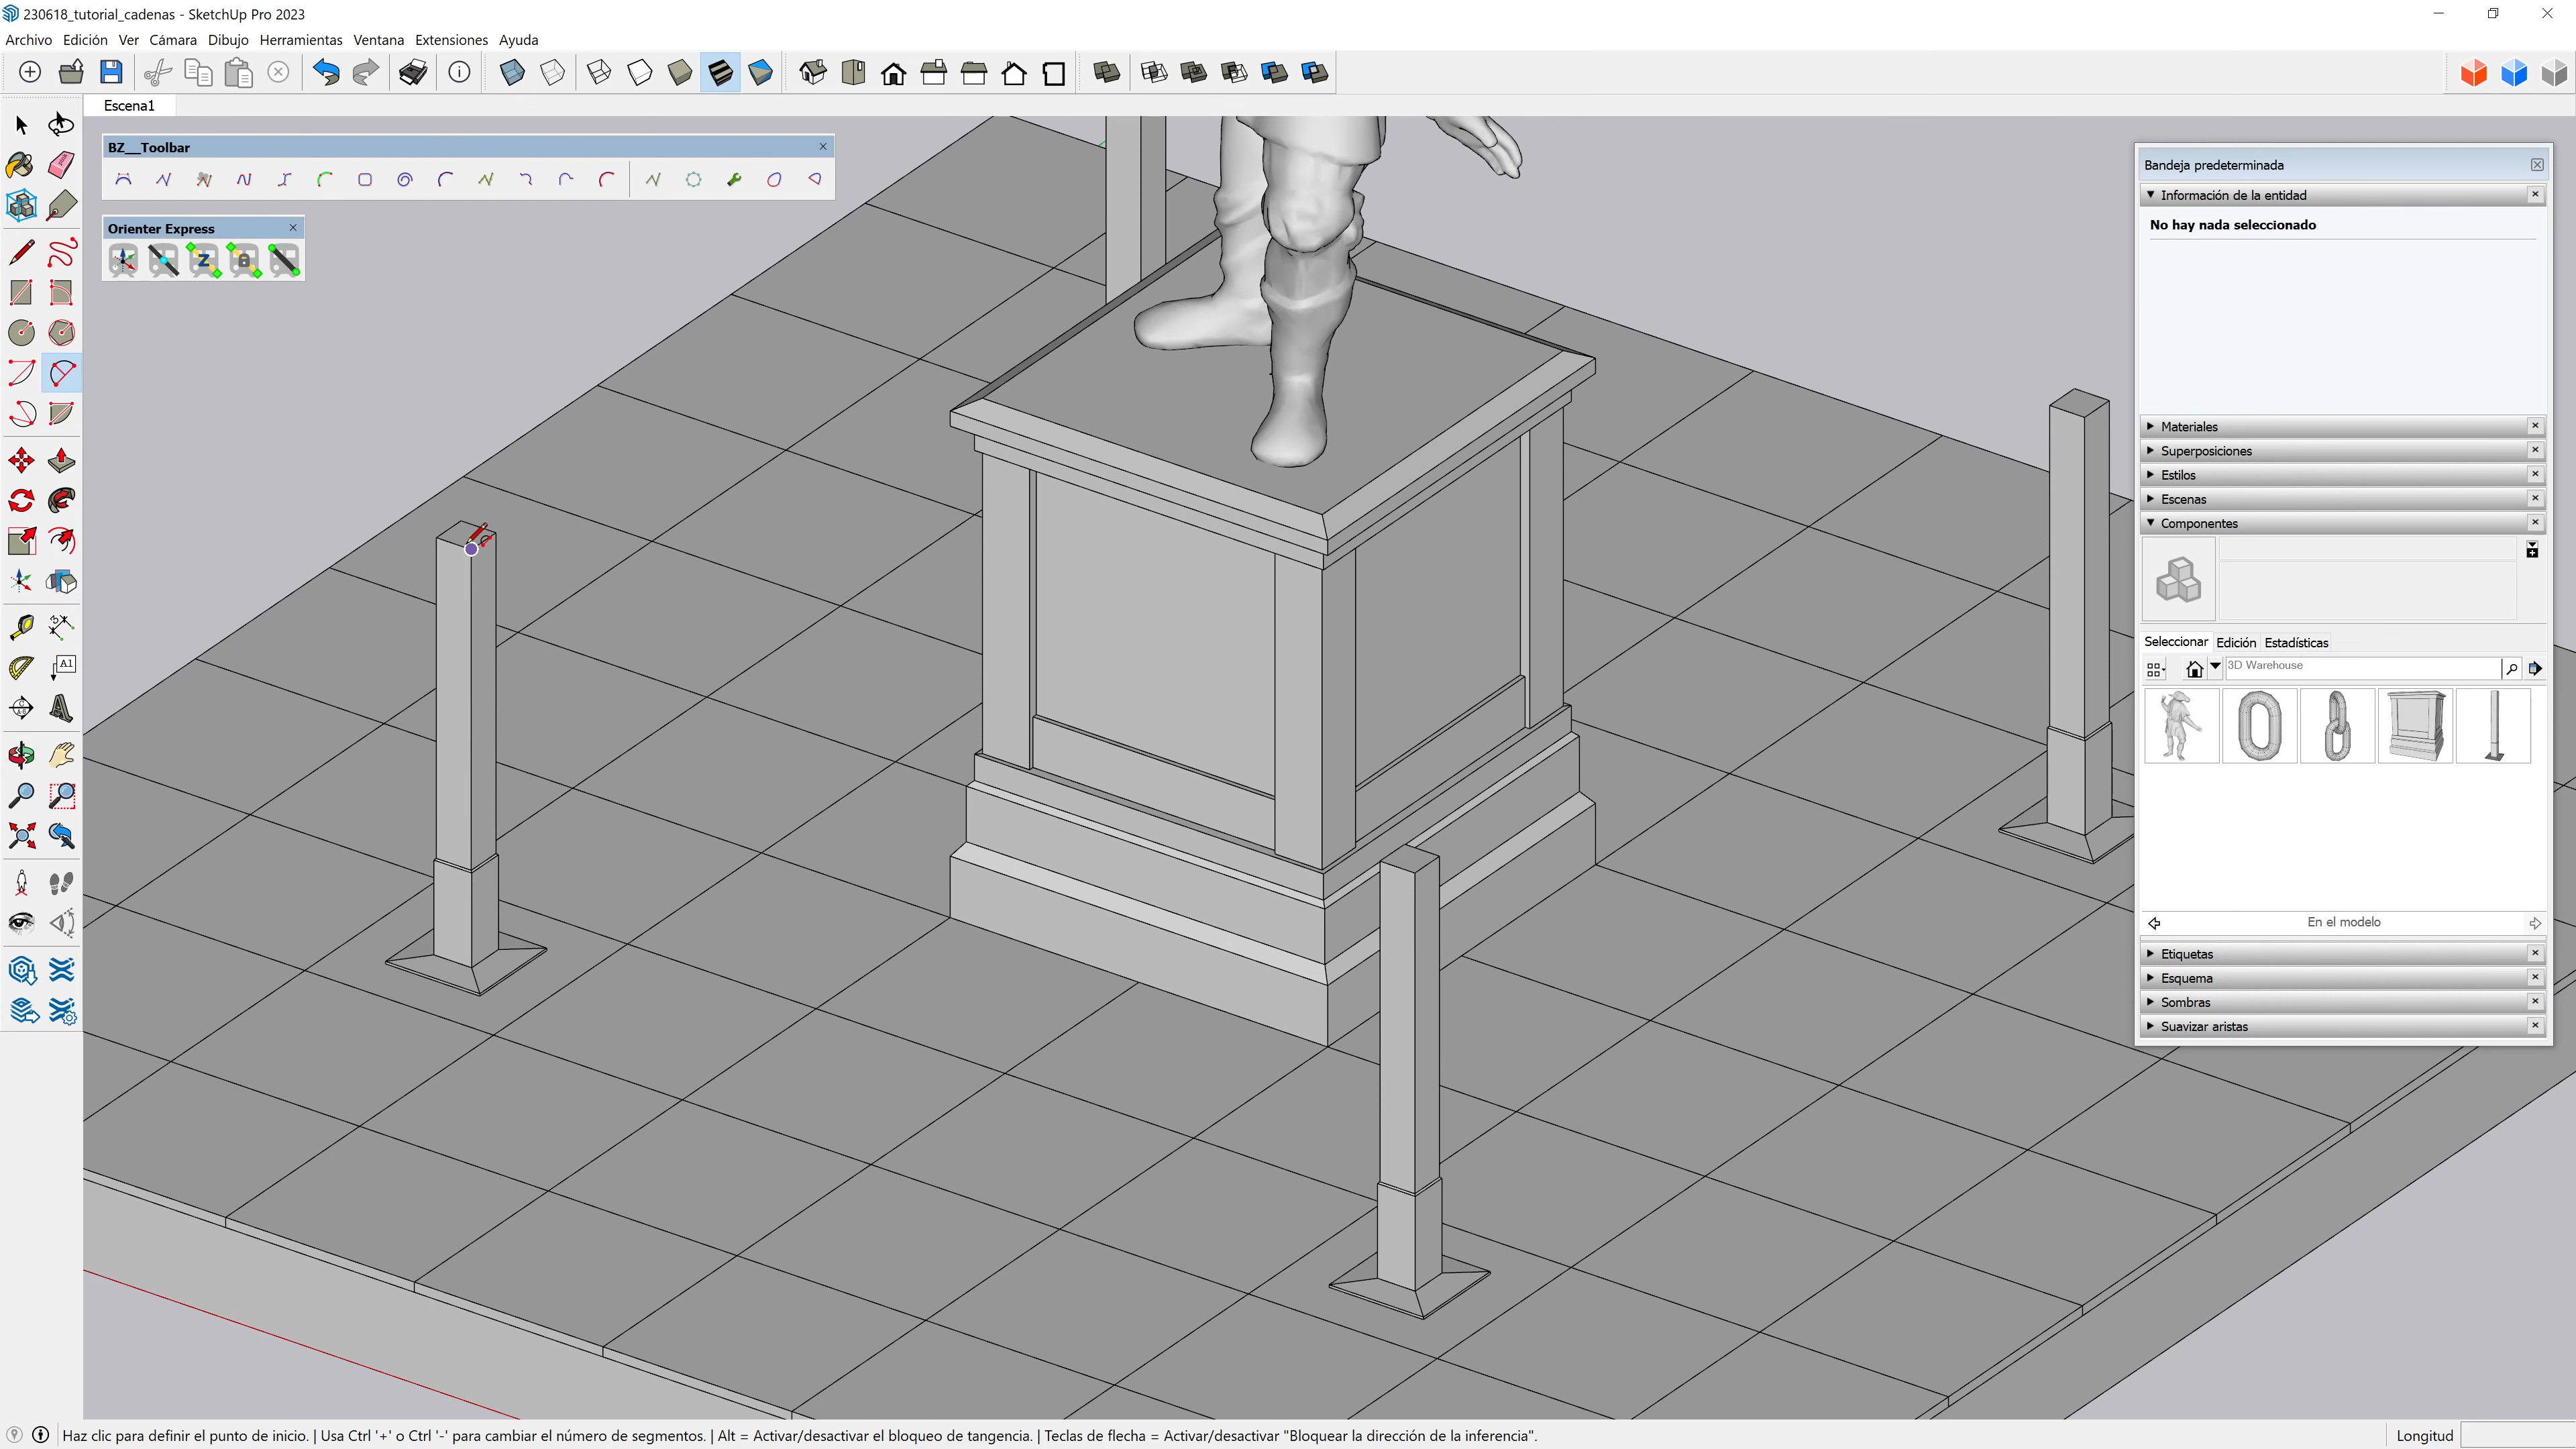 230618_tutorial_cadenas - SketchUp Pro 2023
Archivo Edición Ver Cámara Dibujo Herramientas Ventana Extensiones Ayuda
Escena1
BZ__Toolbar
Orienter Express
Z
A1
Bandeja predeterminada
Información de la entidad
No hay nada seleccionado
Materiales
Superposiciones
Estilos
Escenas
Componentes
Seleccionar Edición Estadísticas
3D Warehouse
En el modelo
Etiquetas
Esquema
Sombras
Suavizar aristas
Haz clic para definir el punto de inicio. | Usa Ctrl '+' o Ctrl '-' para cambiar el número de segmentos. | Alt = Activar/desactivar el bloqueo de tangencia. | Teclas de flecha = Activar/desactivar "Bloquear la dirección de la inferencia".
Longitud